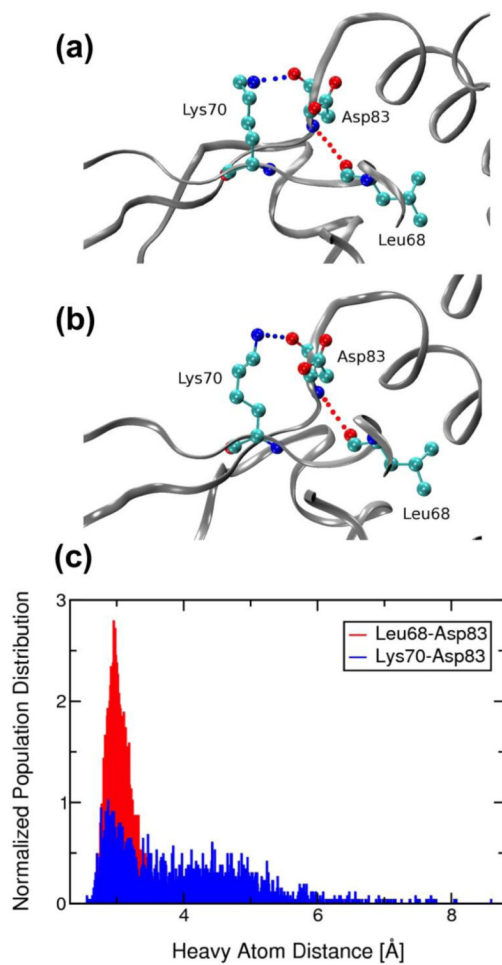 (a)
Lys70
Asp83
Leu68
(b)
Asp83
Lys70
Leu68
(c)
3
Leu68-Asp83
Lys70-Asp83
2
1
0
4
6
8
Normalized Population Distribution
Heavy Atom Distance [Å]